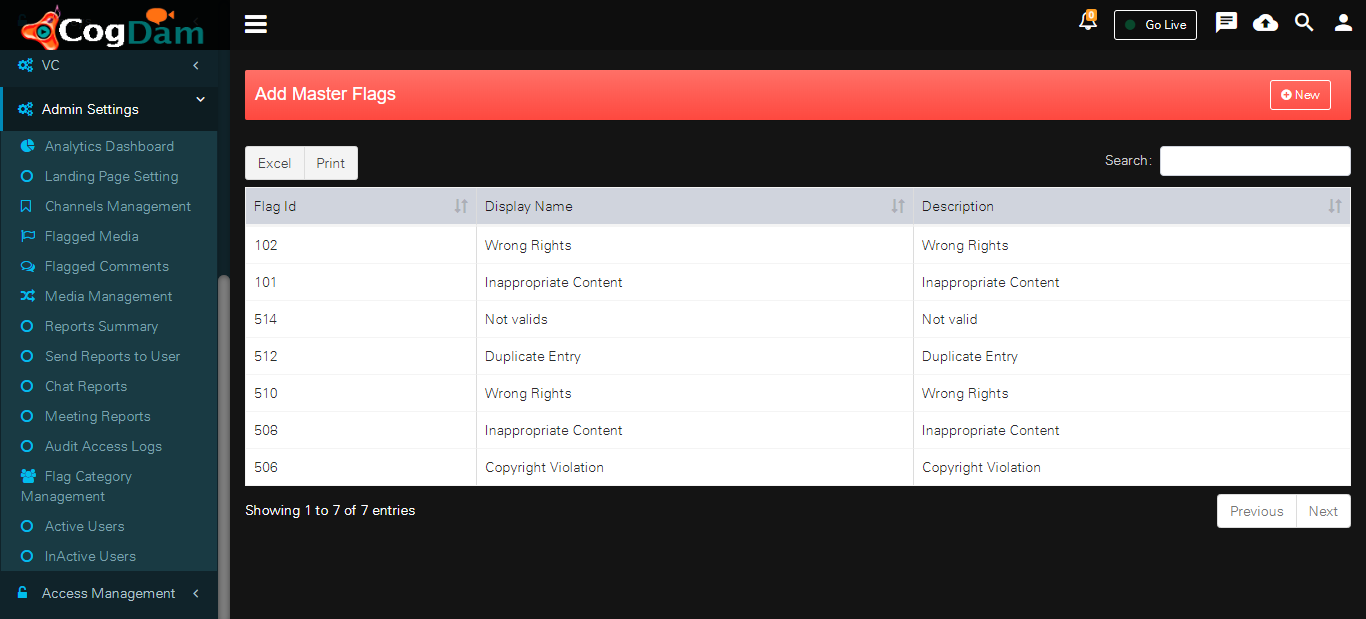 CogDam
0
Go Live
VC
Admin Settings
Analytics Dashboard
Landing Page Setting
Channels Management
Flagged Media
Flagged Comments
Media Management
Reports Summary
Send Reports to User
Chat Reports
Meeting Reports
Audit Access Logs
Flag Category
Management
Active Users
InActive Users
Access Management
Add Master Flags
New
Excel Print
Search:
Flag Id Display Name Description
102 Wrong Rights Wrong Rights
101 Inappropriate Content Inappropriate Content
514 Not valids Not valid
512 Duplicate Entry Duplicate Entry
510 Wrong Rights Wrong Rights
508 Inappropriate Content Inappropriate Content
506 Copyright Violation Copyright Violation
Showing 1 to 7 of 7 entries
Previous Next